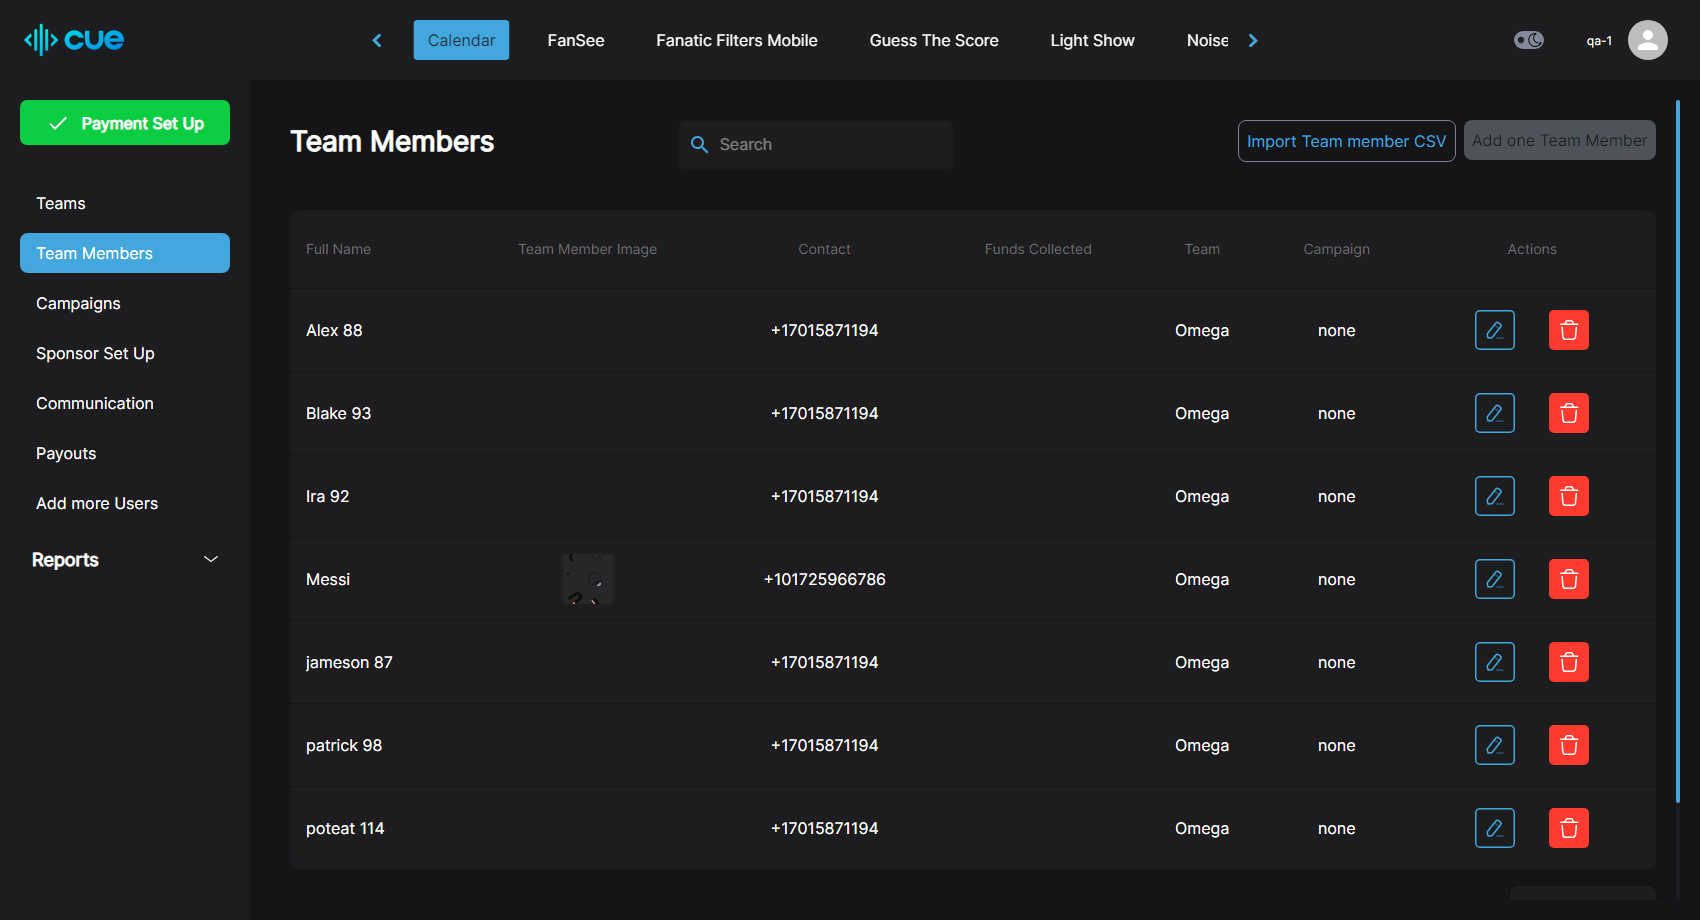 cue
Calendar FanSee Fanatic Filters Mobile Guess The Score Light Show Noise
qa-1
Payment Set Up
Teams
Team Members
Campaigns
Sponsor Set Up
Communication
Payouts
Add more Users
Reports
Team Members
Search
Import Team member CSV
Add one Team Member
Full Name Team Member Image Contact Funds Collected Team Campaign Actions
Alex 88 +17015871194 Omega none
Blake 93 +17015871194 Omega none
Ira 92 +17015871194 Omega none
Messi +101725966786 Omega none
jameson 87 +17015871194 Omega none
patrick 98 +17015871194 Omega none
poteat 114 +17015871194 Omega none